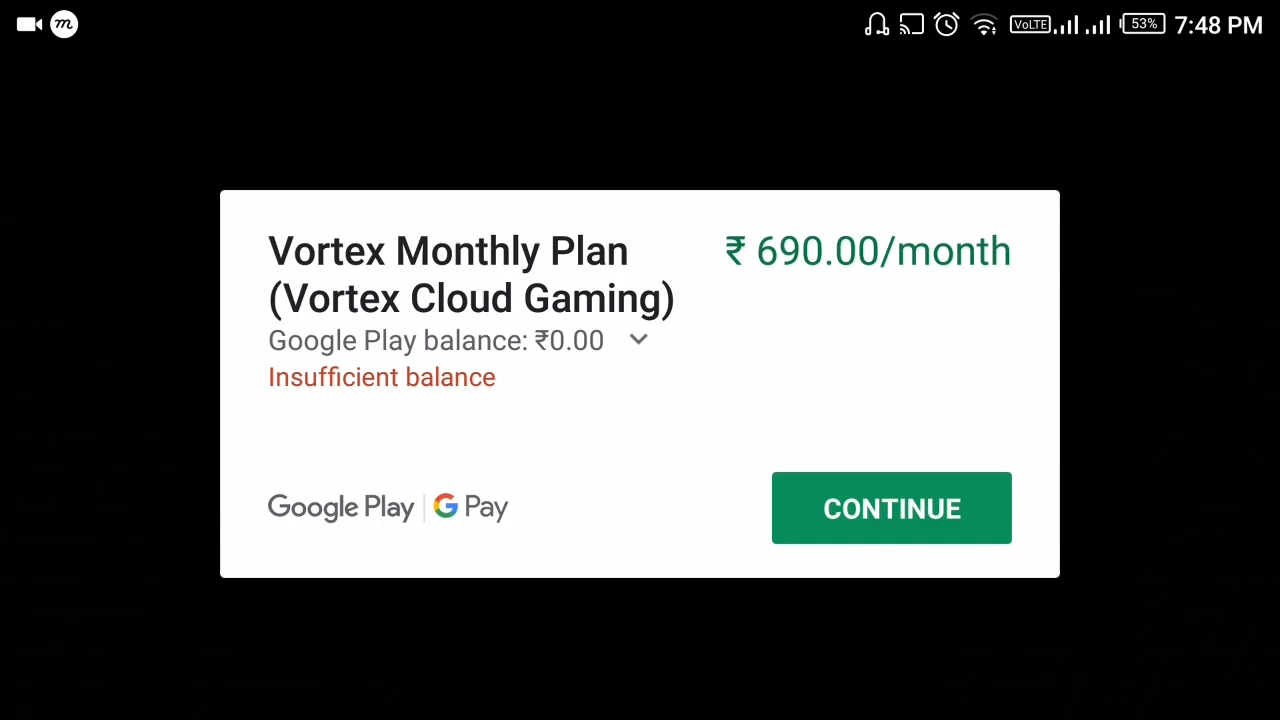 m
VoLTE
53%
7:48 PM
Vortex Monthly Plan
₹ 690.00/month
(Vortex Cloud Gaming)
Google Play balance: ₹0.00
Insufficient balance
Google Play | G Pay
CONTINUE